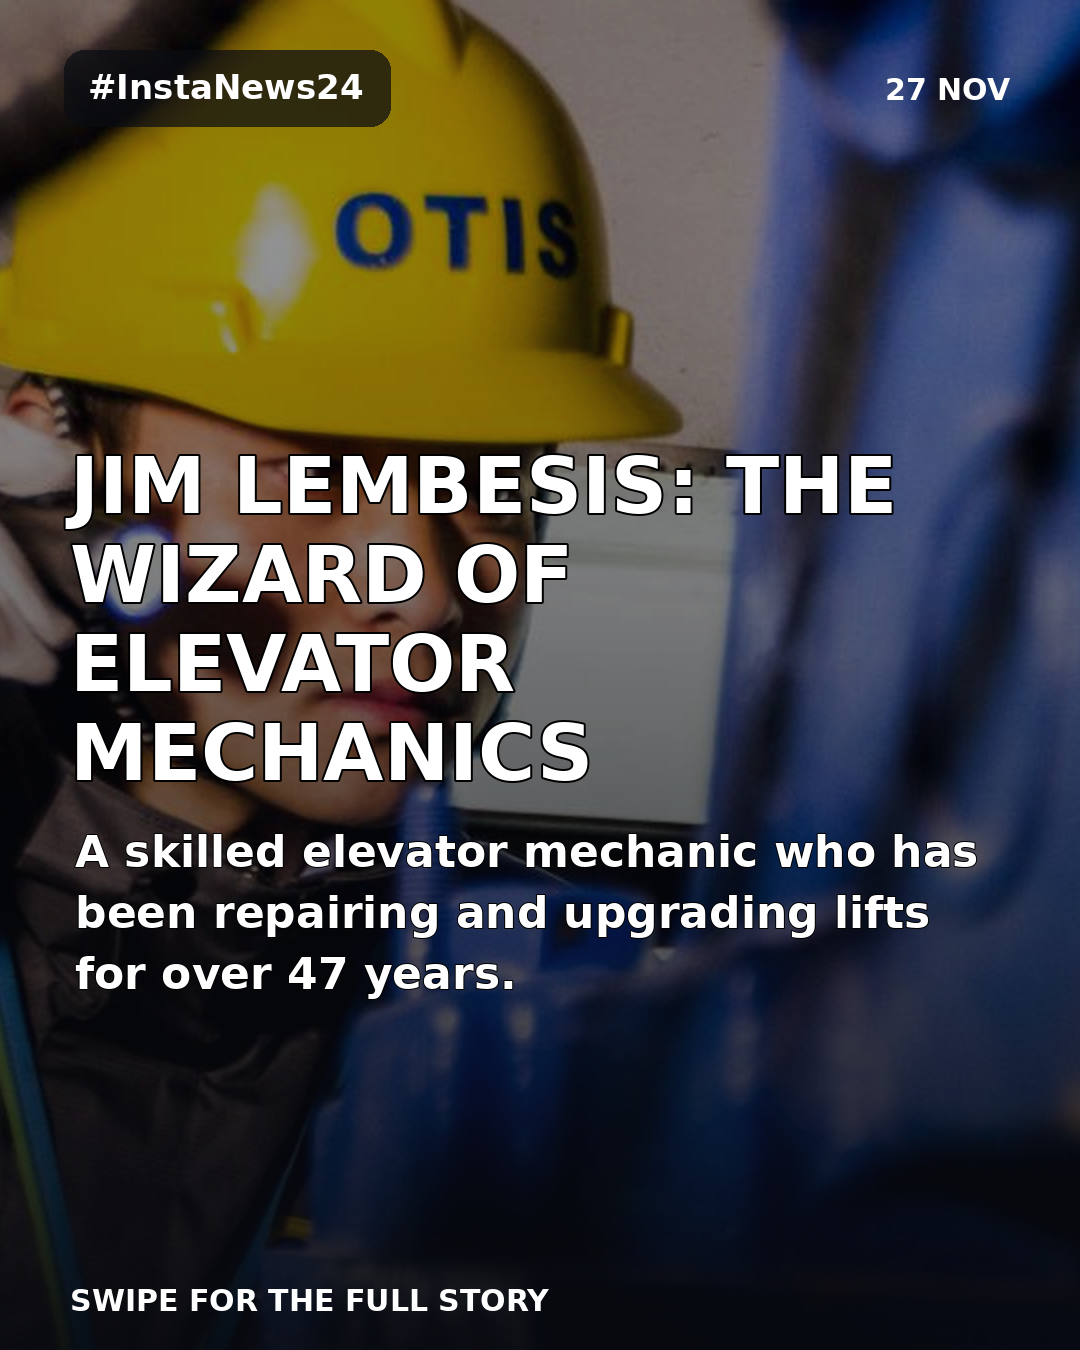 #InstaNews24
27 NOV
OTIS
JIM LEMBESIS: THE
WIZARD OF
ELEVATOR
MECHANICS
A skilled elevator mechanic who has
been repairing and upgrading lifts
for over 47 years.
SWIPE FOR THE FULL STORY